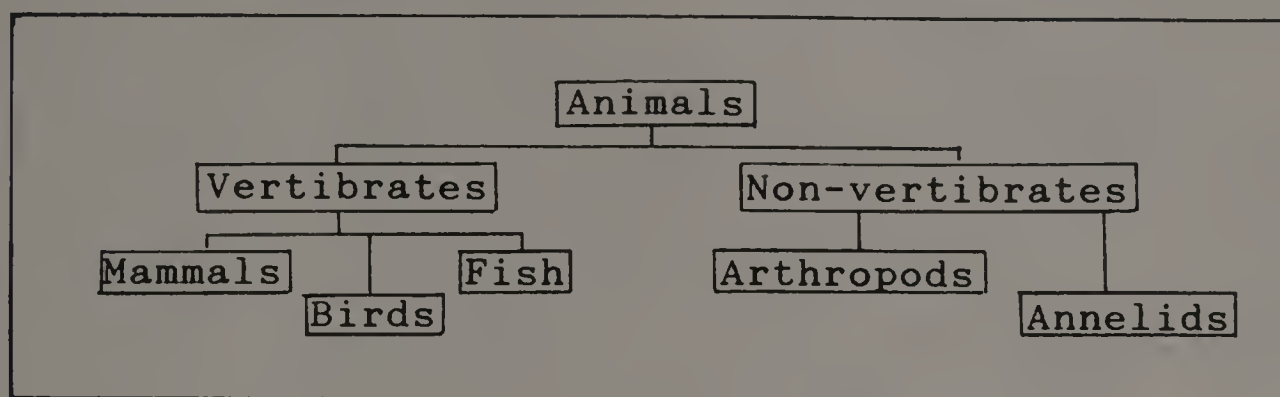 Animals
Vertibrates
Non-vertibrates
Mammals
Fish
Arthropods
Birds
Annelids